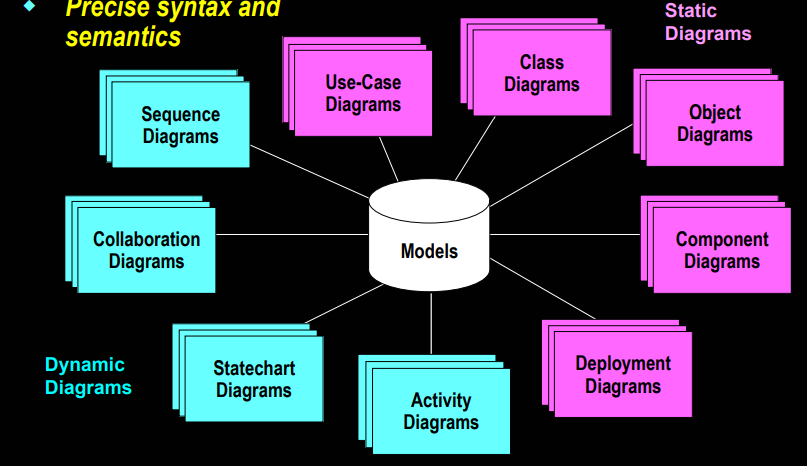 Precise syntax and
semantics
Static
Diagrams
Use-Case
Diagrams
Class
Diagrams
Sequence
Diagrams
Object
Diagrams
Collaboration
Diagrams
Models
Component
Diagrams
Dynamic
Diagrams
Statechart
Diagrams
Activity
Diagrams
Deployment
Diagrams